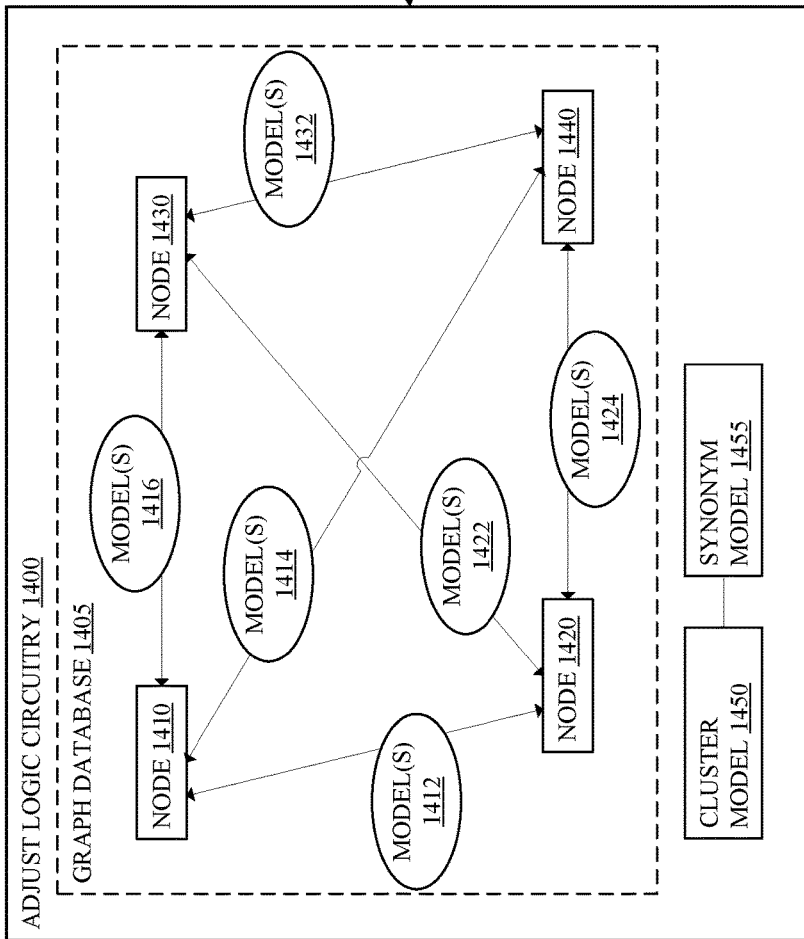 ADJUST LOGIC CIRCUITRY 1400
GRAPH DATABASE 1405
NODE 1410
MODEL(S)
1416
NODE 1430
MODEL(S)
1414
MODEL(S)
1432
MODEL(S)
1412
MODEL(S)
1422
NODE 1420
MODEL(S)
1424
NODE 1440
CLUSTER
MODEL 1450
SYNONYM
MODEL 1455